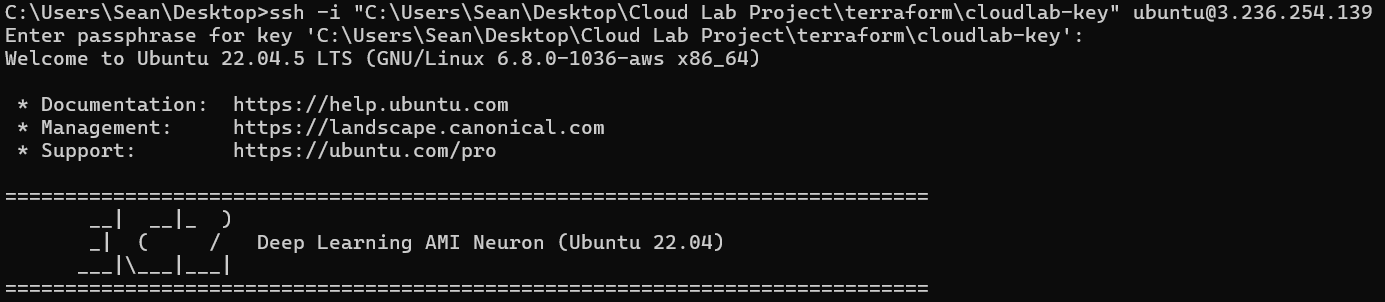 C:\Users\Sean\Desktop>ssh -i "C:\Users\Sean\Desktop\Cloud Lab Project\terraform\cloudlab-key" ubuntu@3.236.254.139
Enter passphrase for key 'C:\Users\Sean\Desktop\Cloud Lab Project\terraform\cloudlab-key':
Welcome to Ubuntu 22.04.5 LTS (GNU/Linux 6.8.0-1036-aws x86_64)

 * Documentation:  https://help.ubuntu.com
 * Management:     https://landscape.canonical.com
 * Support:        https://ubuntu.com/pro

=============================================================================
       __|  __|_  )
       _|  (     /   Deep Learning AMI Neuron (Ubuntu 22.04)
      ___|\___|___|
=============================================================================